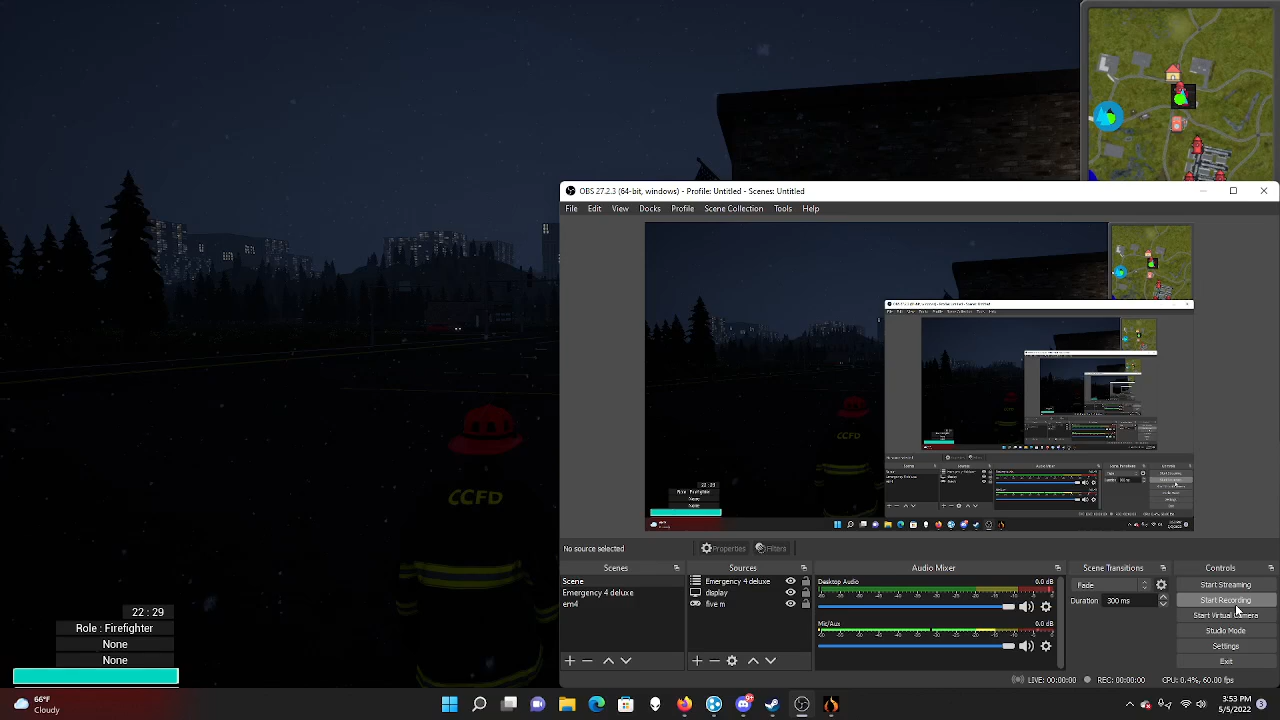 OBS 27.2.3 (64-bit, windows) - Profile: Untitled - Scenes: Untitled
File Edit View Docks Profile Scene Collection Tools Help
CCFD
22 : 29
Role : Firefighter
None
None
No source selected
Properties
Filters
Scenes
Scene
Emergency 4 deluxe
em4
Sources
Emergency 4 deluxe
display
five m
Audio Mixer
Desktop Audio 0.0 dB
Mic/Aux 0.0 dB
Scene Transitions
Fade
Duration 300 ms
Controls
Start Streaming
Start Recording
Start Virtual Camera
Studio Mode
Settings
Exit
LIVE: 00:00:00
REC: 00:00:00
CPU: 0.4%, 60.00 fps
66°F
Cloudy
3:53 PM
5/5/2022